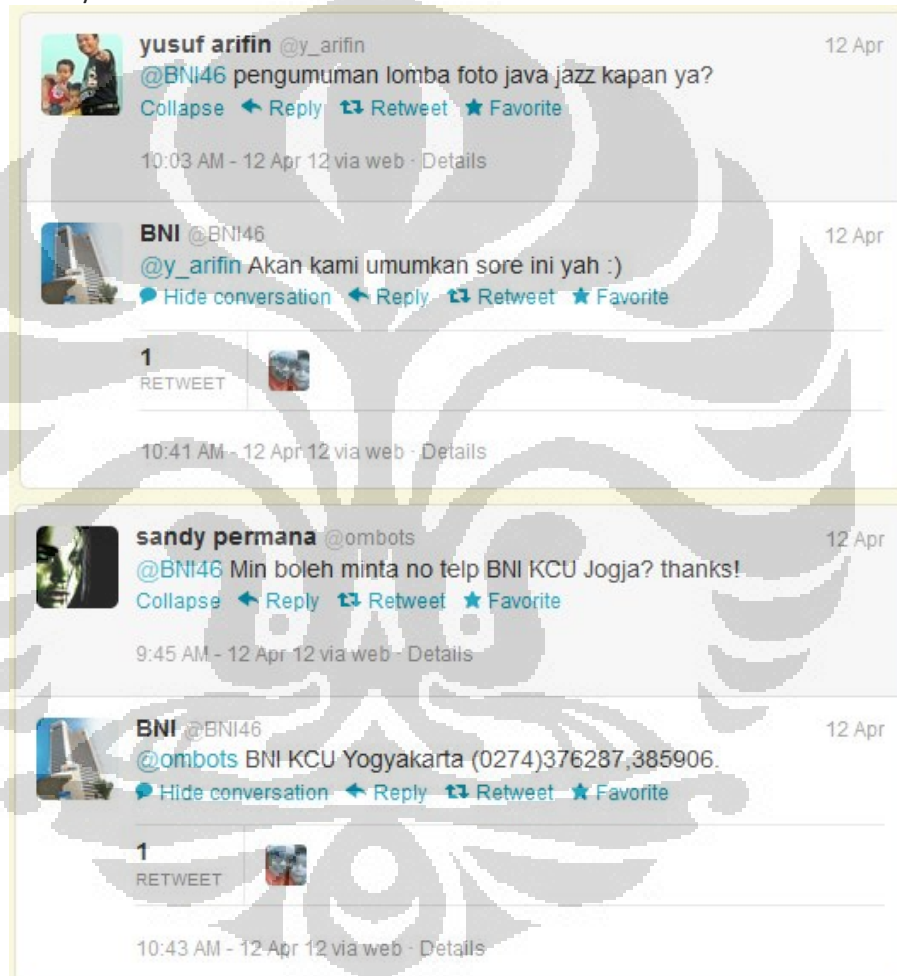 yusuf arifin @y_arifin 12 Apr
@BNI46 pengumuman lomba foto java jazz kapan ya?
Collapse Reply Retweet Favorite
10:03 AM - 12 Apr 12 via web · Details
BNI @BNI46 12 Apr
@y_arifin Akan kami umumkan sore ini yah :)
Hide conversation Reply Retweet Favorite
1
RETWEET
10:41 AM - 12 Apr 12 via web · Details
sandy permana @ombots 12 Apr
@BNI46 Min boleh minta no telp BNI KCU Jogja? thanks!
Collapse Reply Retweet Favorite
9:45 AM - 12 Apr 12 via web · Details
BNI @BNI46 12 Apr
@ombots BNI KCU Yogyakarta (0274)376287,385906.
Hide conversation Reply Retweet Favorite
1
RETWEET
10:43 AM - 12 Apr 12 via web · Details